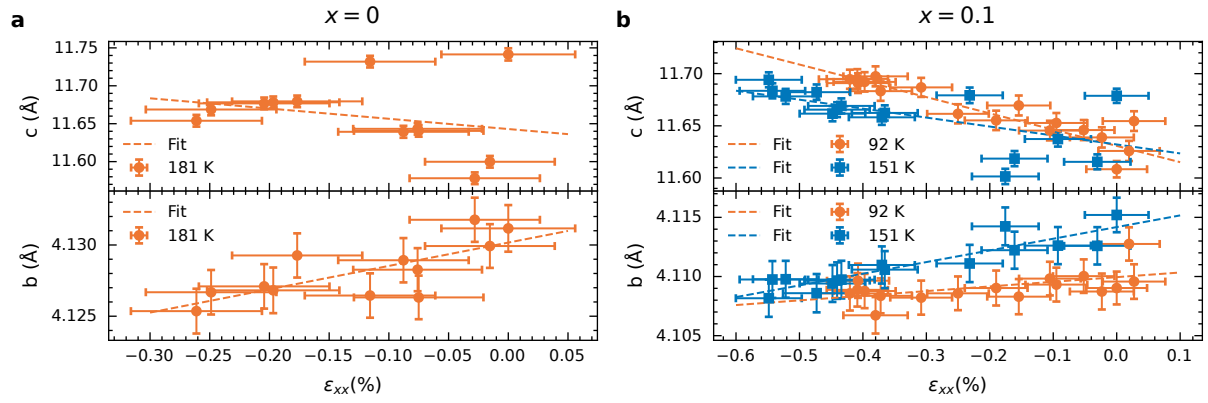 a
x = 0
c (Å)
11.75
11.70
11.65
11.60
Fit
181 K
b (Å)
4.130
4.125
Fit
181 K
−0.30 −0.25 −0.20 −0.15 −0.10 −0.05 0.00 0.05
εxx(%)
b
x = 0.1
c (Å)
11.70
11.65
11.60
Fit 92 K
Fit 151 K
b (Å)
4.115
4.110
4.105
Fit 92 K
Fit 151 K
−0.6 −0.5 −0.4 −0.3 −0.2 −0.1 0.0 0.1
εxx(%)